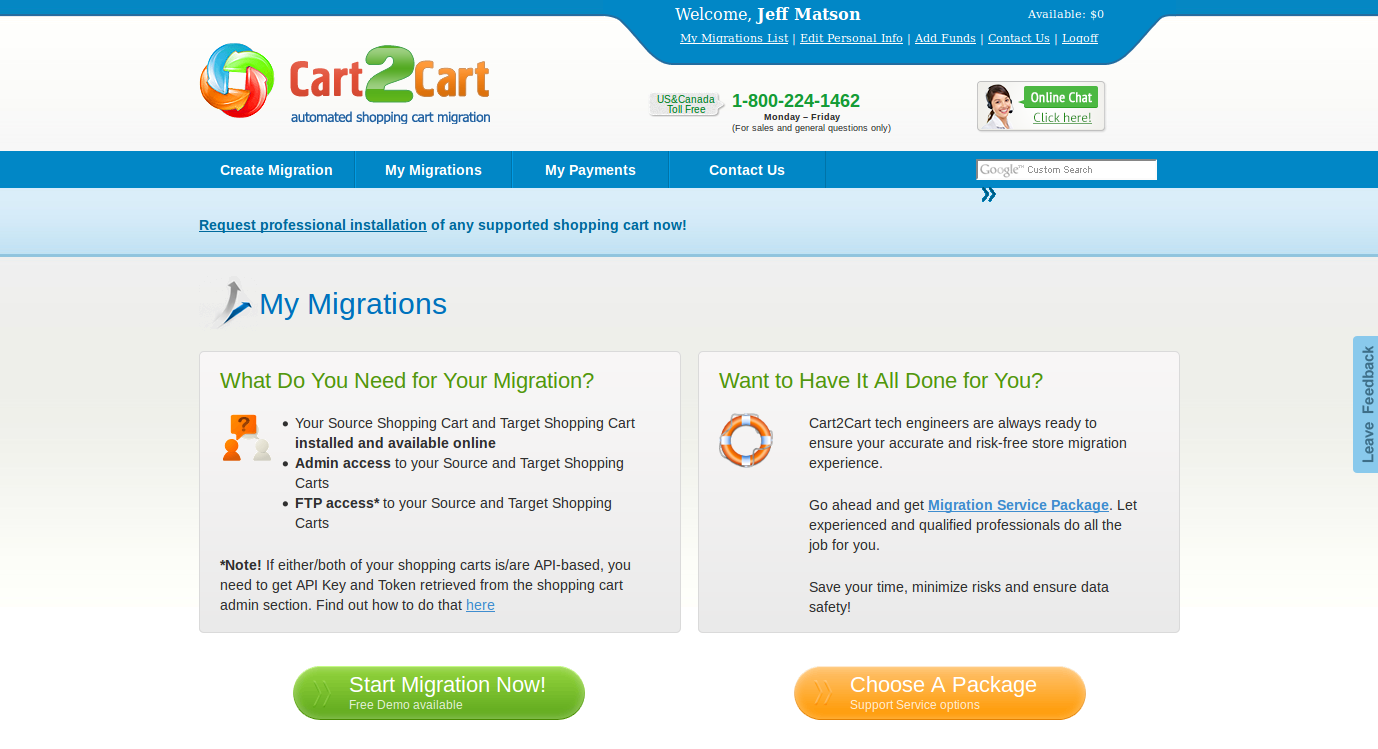 Welcome, Jeff Matson
Available: $0
My Migrations List | Edit Personal Info | Add Funds | Contact Us | Logoff
Cart2Cart
automated shopping cart migration
US&Canada
Toll Free
1-800-224-1462
Monday – Friday
(For sales and general questions only)
Online Chat
Click here!
Create Migration
My Migrations
My Payments
Contact Us
Google™ Custom Search
Request professional installation of any supported shopping cart now!
My Migrations
What Do You Need for Your Migration?
?
Your Source Shopping Cart and Target Shopping Cart
installed and available online
Admin access to your Source and Target Shopping
Carts
FTP access* to your Source and Target Shopping
Carts
*Note! If either/both of your shopping carts is/are API-based, you
need to get API Key and Token retrieved from the shopping cart
admin section. Find out how to do that here
Want to Have It All Done for You?
Cart2Cart tech engineers are always ready to
ensure your accurate and risk-free store migration
experience.
Go ahead and get Migration Service Package. Let
experienced and qualified professionals do all the
job for you.
Save your time, minimize risks and ensure data
safety!
Leave Feedback
Start Migration Now!
Free Demo available
Choose A Package
Support Service options